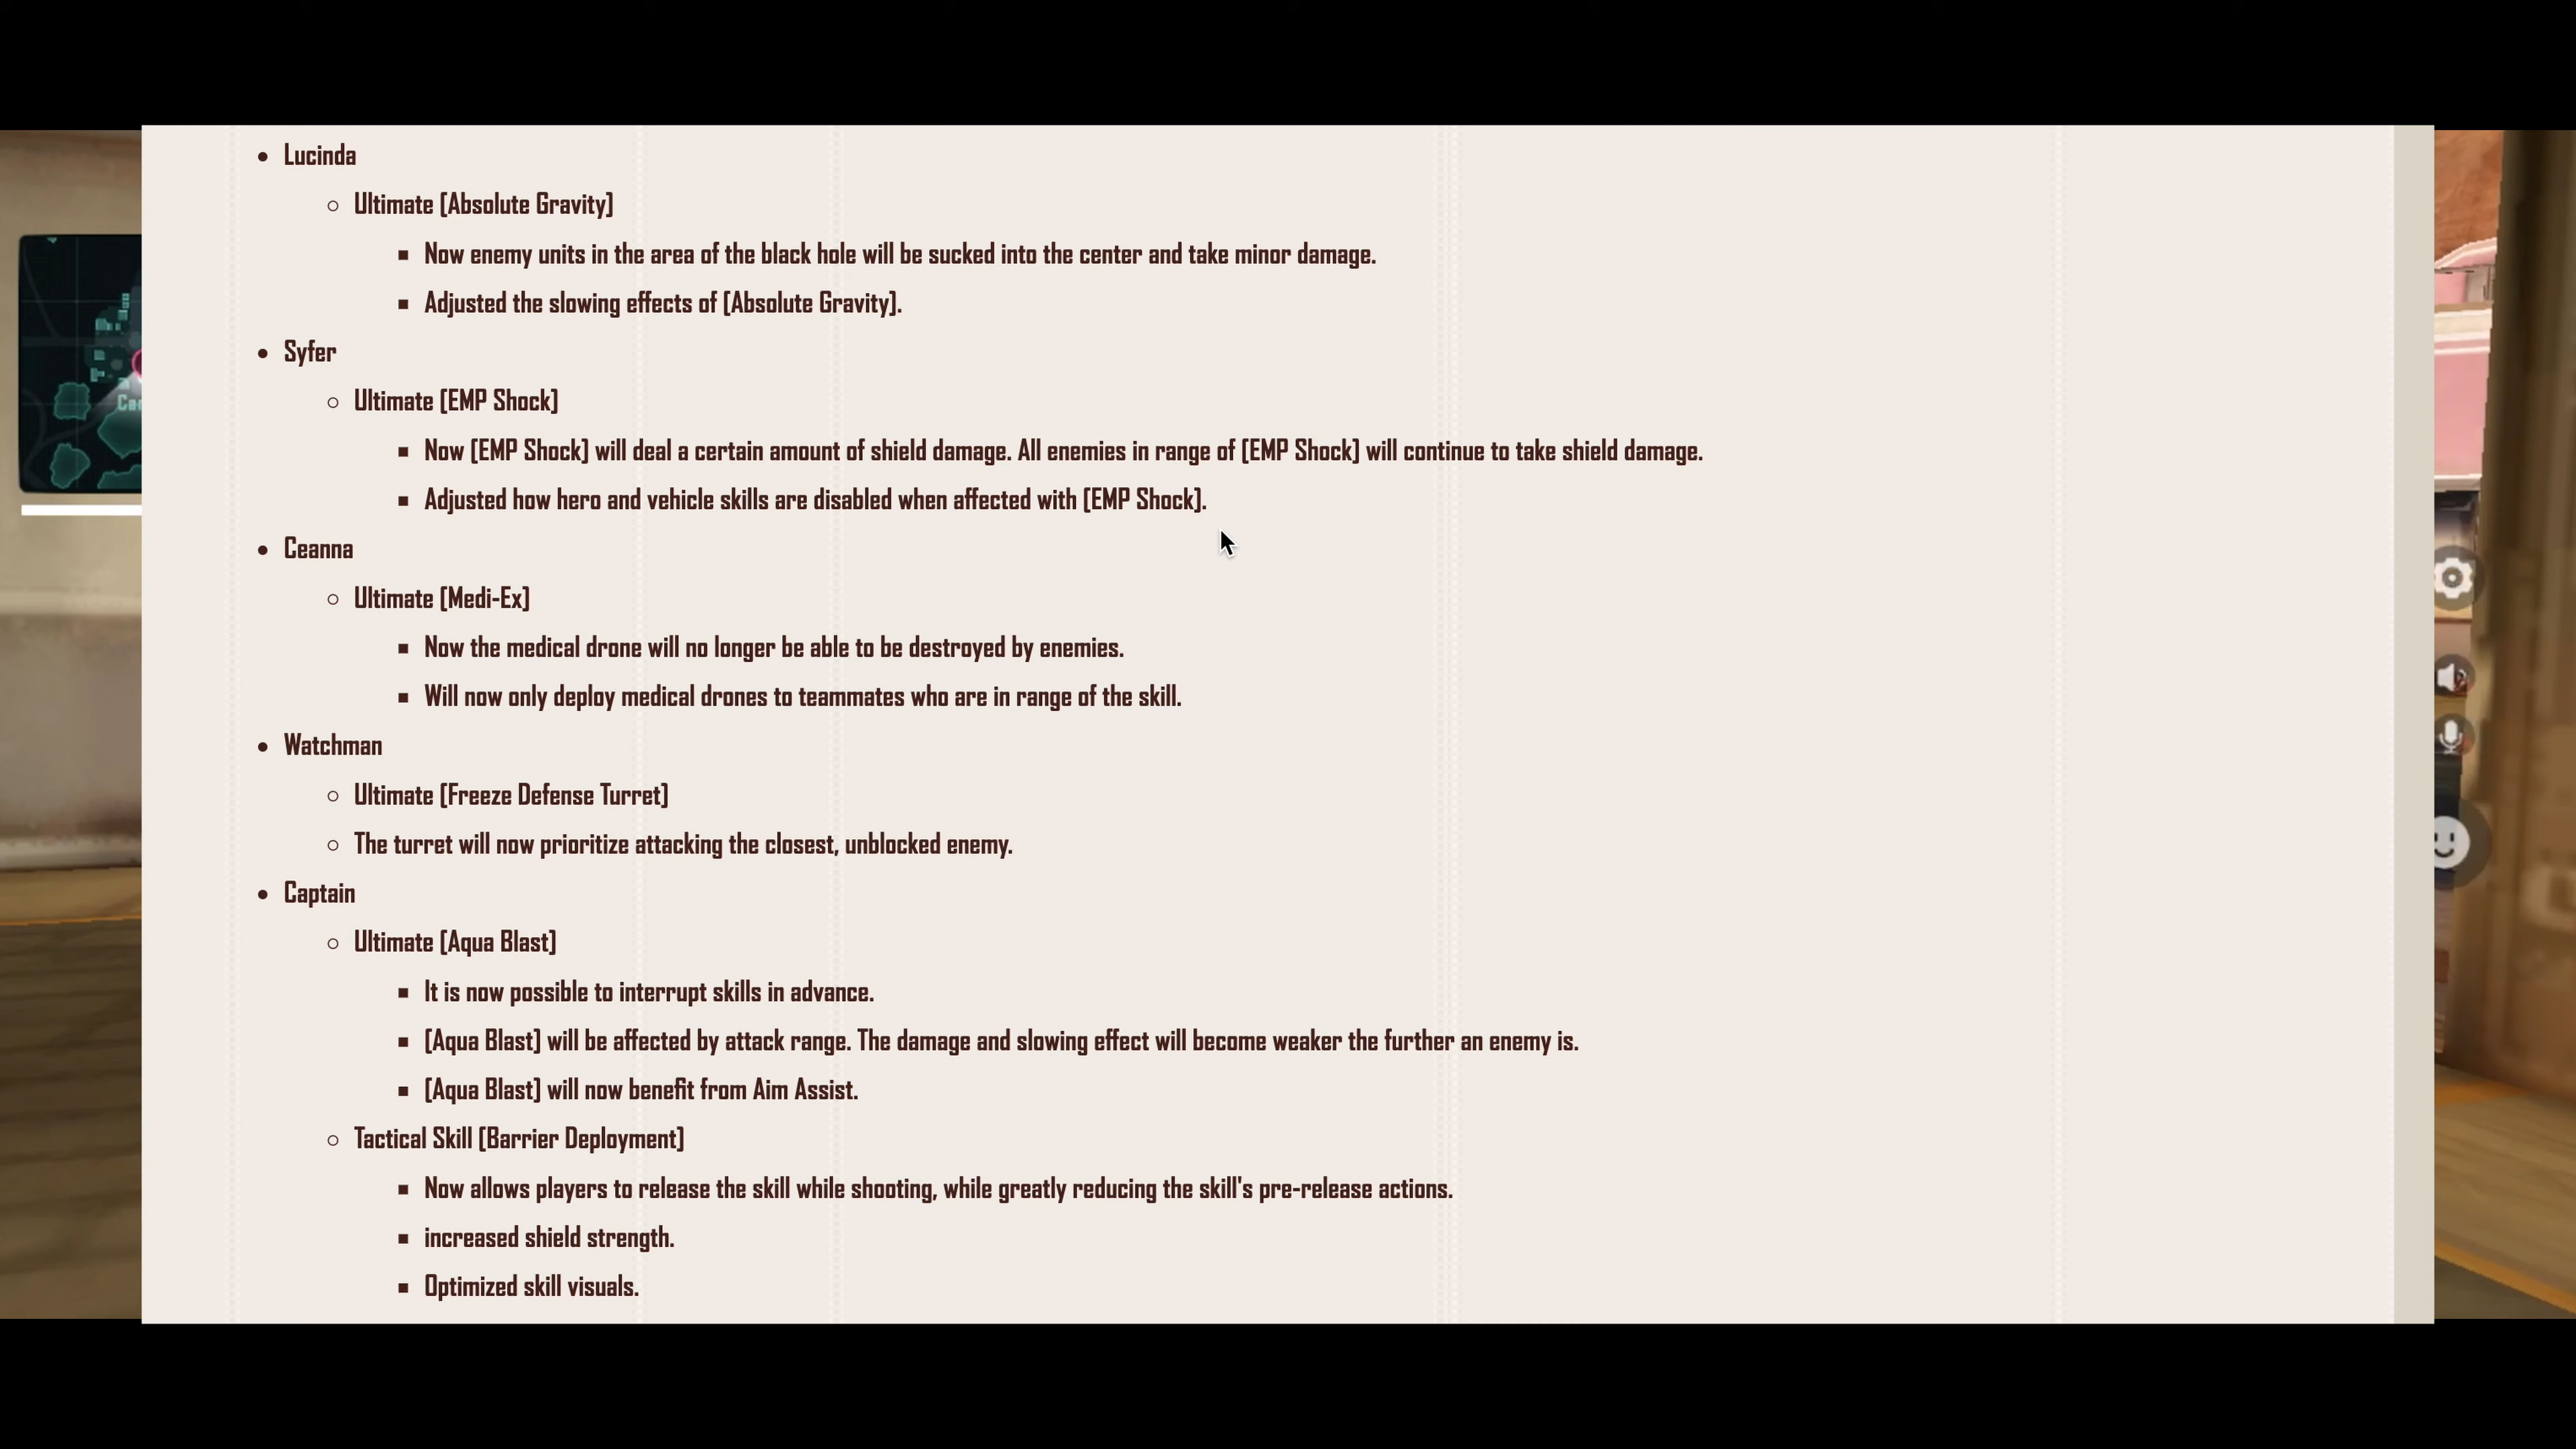 Lucinda
Ultimate [Absolute Gravity]
Now enemy units in the area of the black hole will be sucked into the center and take minor damage.
Adjusted the slowing effects of [Absolute Gravity].
Syfer
Ultimate [EMP Shock]
Now [EMP Shock] will deal a certain amount of shield damage. All enemies in range of [EMP Shock] will continue to take shield damage.
Adjusted how hero and vehicle skills are disabled when affected with [EMP Shock].
Ceanna
Ultimate [Medi-Ex]
Now the medical drone will no longer be able to be destroyed by enemies.
Will now only deploy medical drones to teammates who are in range of the skill.
Watchman
Ultimate [Freeze Defense Turret]
The turret will now prioritize attacking the closest, unblocked enemy.
Captain
Ultimate [Aqua Blast]
It is now possible to interrupt skills in advance.
[Aqua Blast] will be affected by attack range. The damage and slowing effect will become weaker the further an enemy is.
[Aqua Blast] will now benefit from Aim Assist.
Tactical Skill [Barrier Deployment]
Now allows players to release the skill while shooting, while greatly reducing the skill's pre-release actions.
increased shield strength.
Optimized skill visuals.